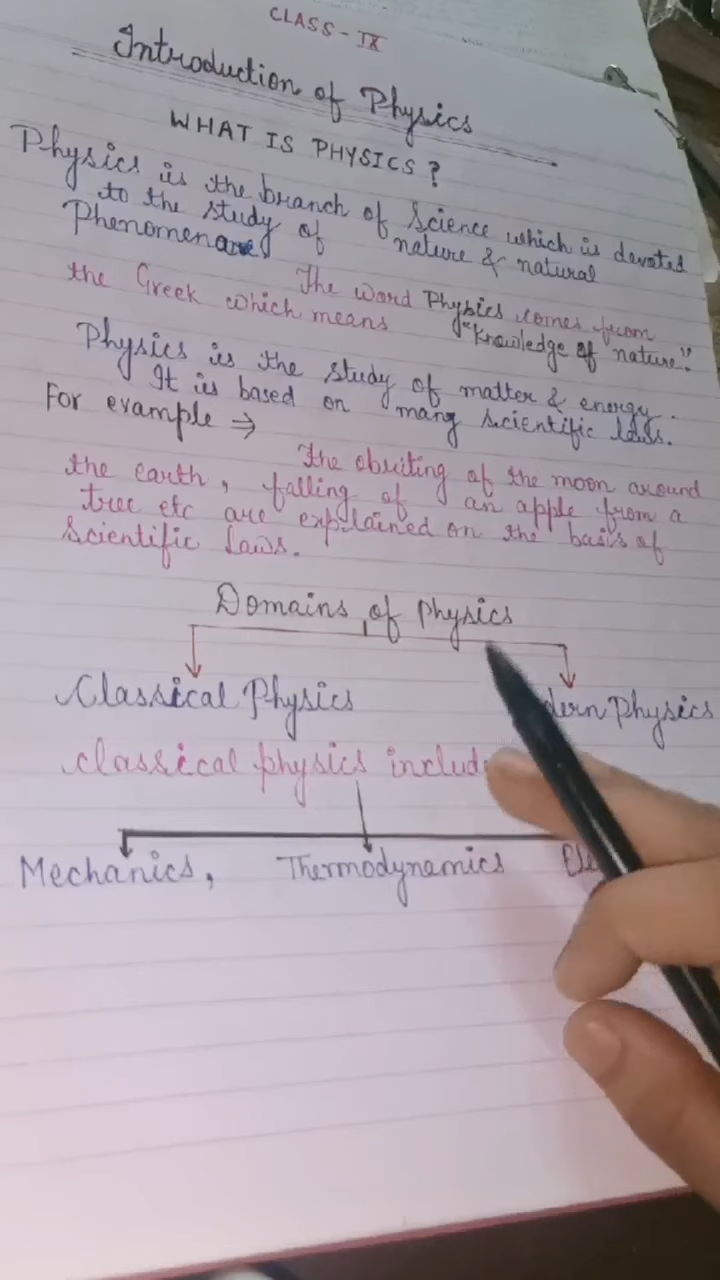 CLASS - IX
Introduction of Physics
WHAT IS PHYSICS?
Physics is the branch of Science which is devoted
to the study of nature & natural
Phenomena
The word Physics comes from
the Greek which means "Knowledge of nature".
Physics is the study of matter & energy.
It is based on many scientific laws.
For example →
The obuiting of the moon around
the earth, falling of an apple from a
tree etc are explained on the basis of
Scientific Laws.
Domains of Physics
Classical Physics dern Physics
Classical physics includ
Mechanics, Thermodynamics Ele